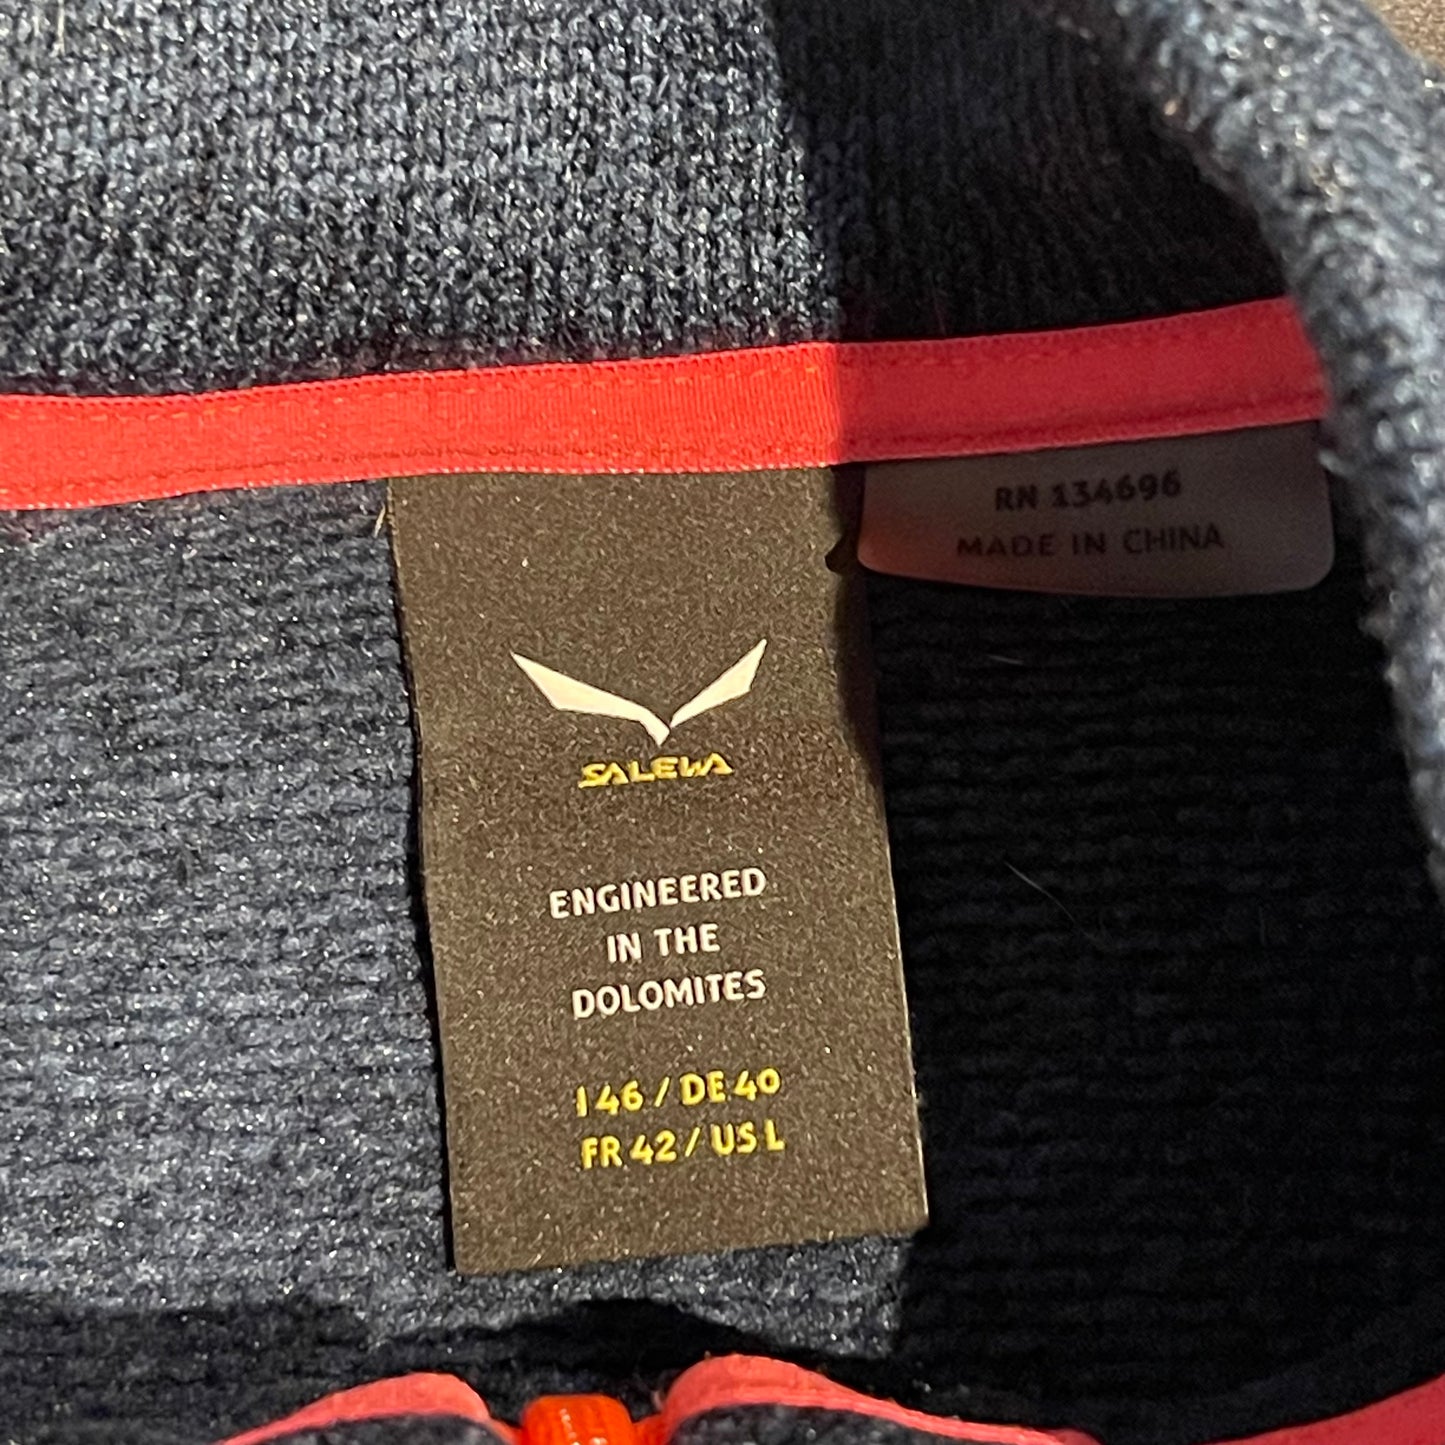 RN 134696
MADE IN CHINA
SALEWA
ENGINEERED
IN THE
DOLOMITES
I 46 / DE 40
FR 42 / US L